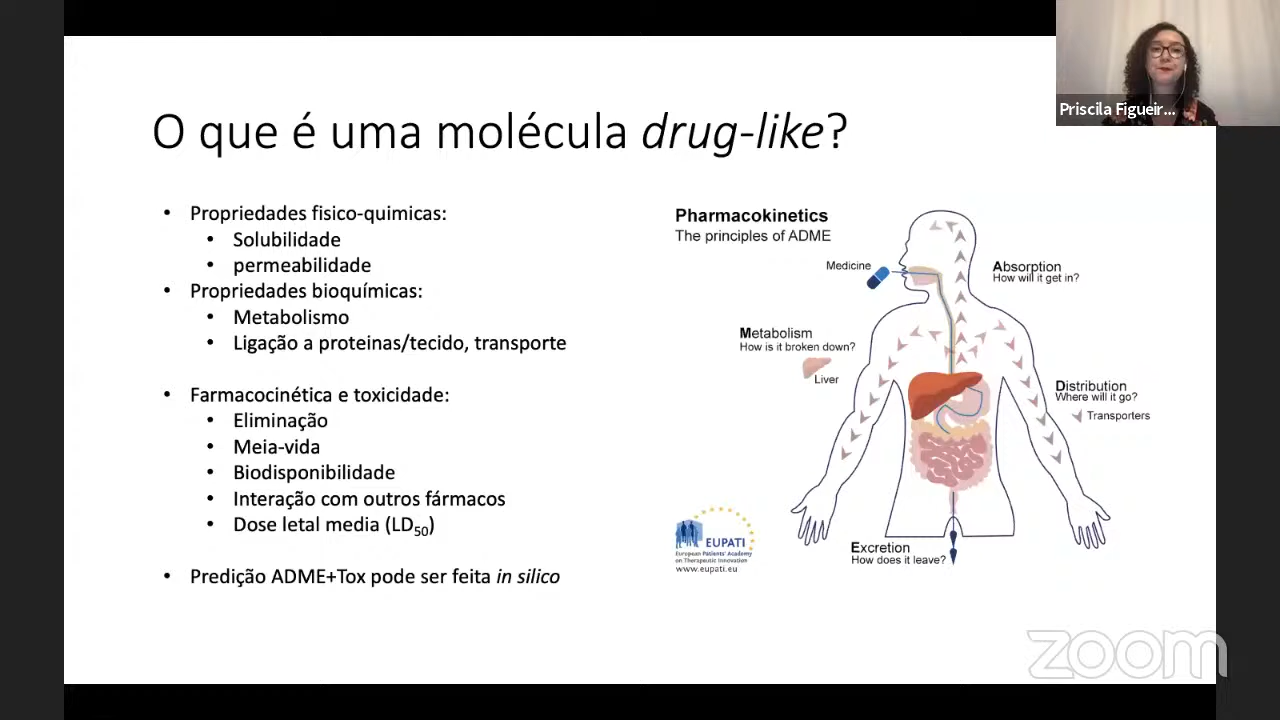 Priscila Figueir...
O que é uma molécula drug-like?
• Propriedades fisico-quimicas:
• Solubilidade
• permeabilidade
• Propriedades bioquímicas:
• Metabolismo
• Ligação a proteinas/tecido, transporte
• Farmacocinética e toxicidade:
• Eliminação
• Meia-vida
• Biodisponibilidade
• Interação com outros fármacos
• Dose letal media (LD50)
• Predição ADME+Tox pode ser feita in silico
Pharmacokinetics
The principles of ADME
Medicine
Absorption
How will it get in?
Metabolism
How is it broken down?
Liver
Distribution
Where will it go?
Transporters
Excretion
How does it leave?
EUPATI
European Patients' Academy
on Therapeutic Innovation
www.eupati.eu
zoom